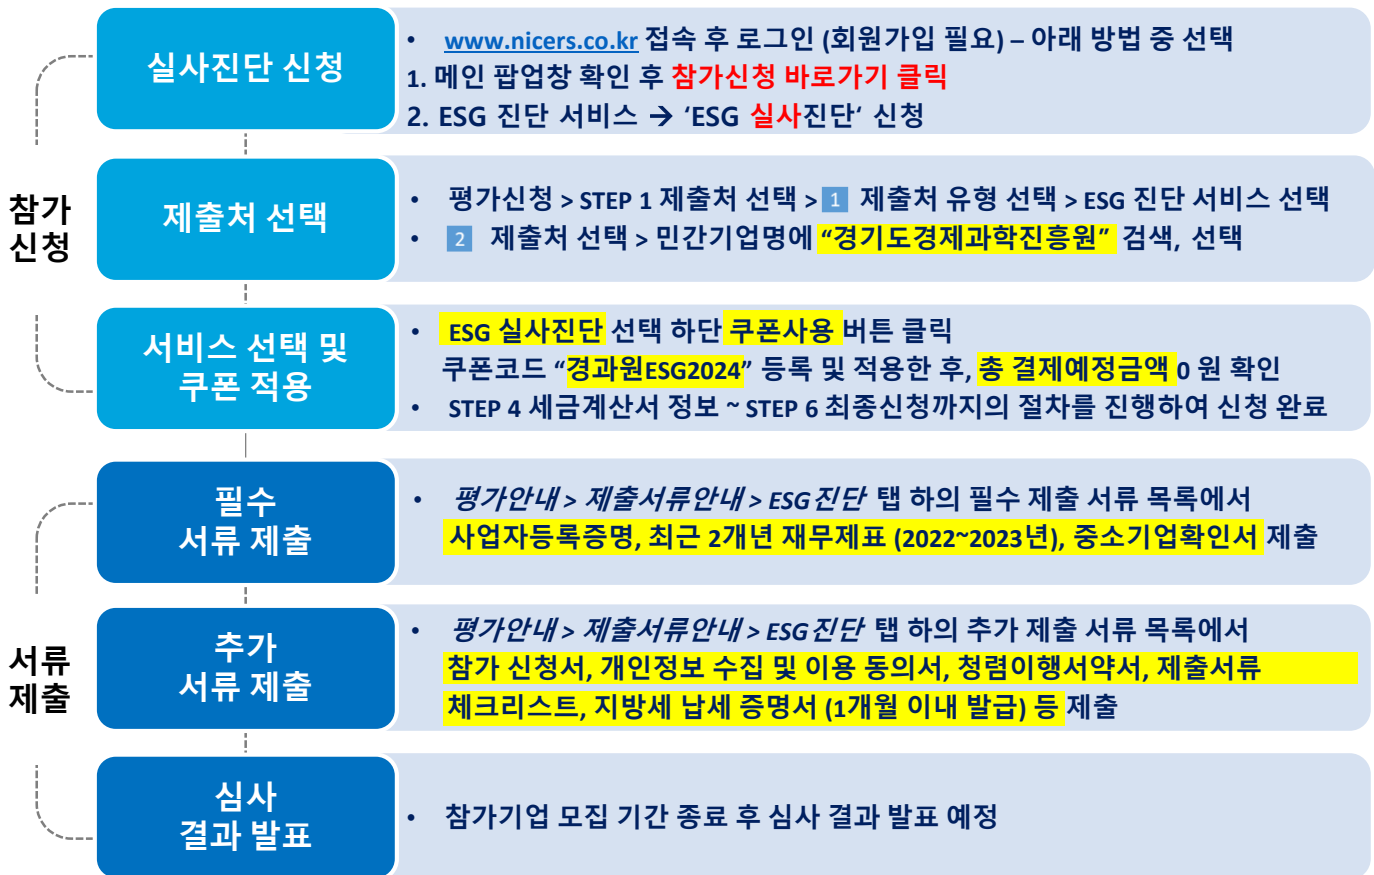 참가
신청
실사진단 신청
• www.nicers.co.kr 접속 후 로그인 (회원가입 필요) – 아래 방법 중 선택
1. 메인 팝업창 확인 후 참가신청 바로가기 클릭
2. ESG 진단 서비스 → ‘ESG 실사진단‘ 신청
제출처 선택
• 평가신청 > STEP 1 제출처 선택 > 1 제출처 유형 선택 > ESG 진단 서비스 선택
• 2 제출처 선택 > 민간기업명에 “경기도경제과학진흥원” 검색, 선택
서비스 선택 및
쿠폰 적용
• ESG 실사진단 선택 하단 쿠폰사용 버튼 클릭
쿠폰코드 “경과원ESG2024” 등록 및 적용한 후, 총 결제예정금액 0 원 확인
• STEP 4 세금계산서 정보 ~ STEP 6 최종신청까지의 절차를 진행하여 신청 완료
서류
제출
필수
서류 제출
• 평가안내 > 제출서류안내 > ESG진단 탭 하의 필수 제출 서류 목록에서
사업자등록증명, 최근 2개년 재무제표 (2022~2023년), 중소기업확인서 제출
추가
서류 제출
• 평가안내 > 제출서류안내 > ESG진단 탭 하의 추가 제출 서류 목록에서
참가 신청서, 개인정보 수집 및 이용 동의서, 청렴이행서약서, 제출서류
체크리스트, 지방세 납세 증명서 (1개월 이내 발급) 등 제출
심사
결과 발표
• 참가기업 모집 기간 종료 후 심사 결과 발표 예정